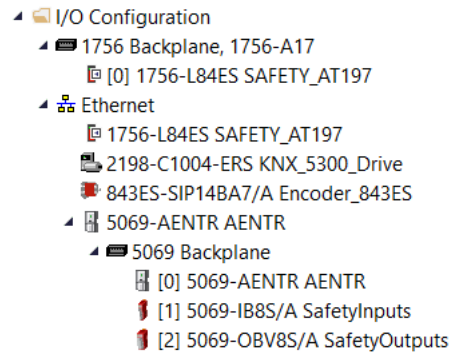 I/O Configuration
1756 Backplane, 1756-A17
[0] 1756-L84ES SAFETY_AT197
Ethernet
1756-L84ES SAFETY_AT197
2198-C1004-ERS KNX_5300_Drive
843ES-SIP14BA7/A Encoder_843ES
5069-AENTR AENTR
5069 Backplane
[0] 5069-AENTR AENTR
[1] 5069-IB8S/A SafetyInputs
[2] 5069-OBV8S/A SafetyOutputs